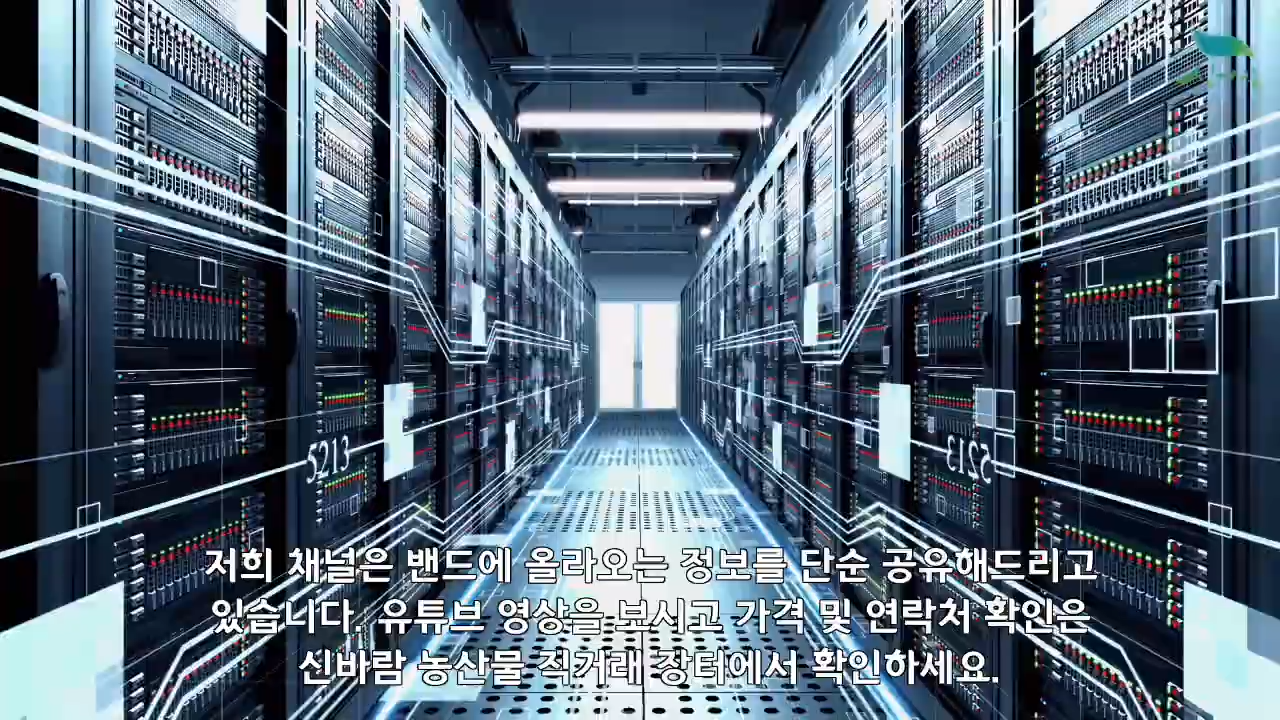 5213
5213
저희 채널은 밴드에 올라오는 정보를 단순 공유해드리고
있습니다. 유튜브 영상을 보시고 가격 및 연락처 확인은
신바람 농산물 직거래 장터에서 확인하세요.